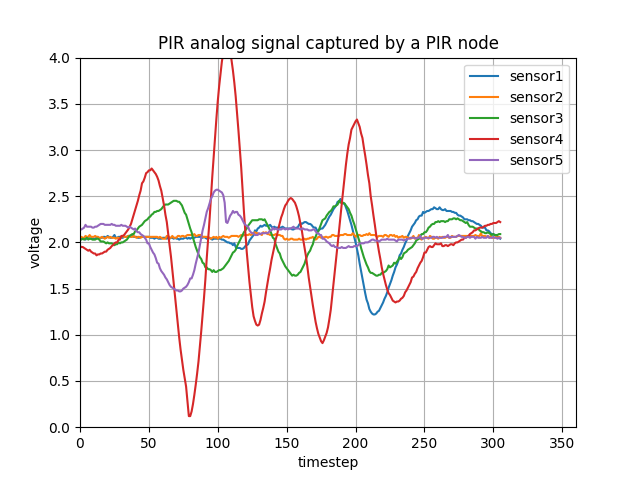 PIR analog signal captured by a PIR node
4.0
3.5
3.0
2.5
2.0
1.5
1.0
0.5
0.0
voltage
sensor1
sensor2
sensor3
sensor4
sensor5
0 50 100 150 200 250 300 350
timestep